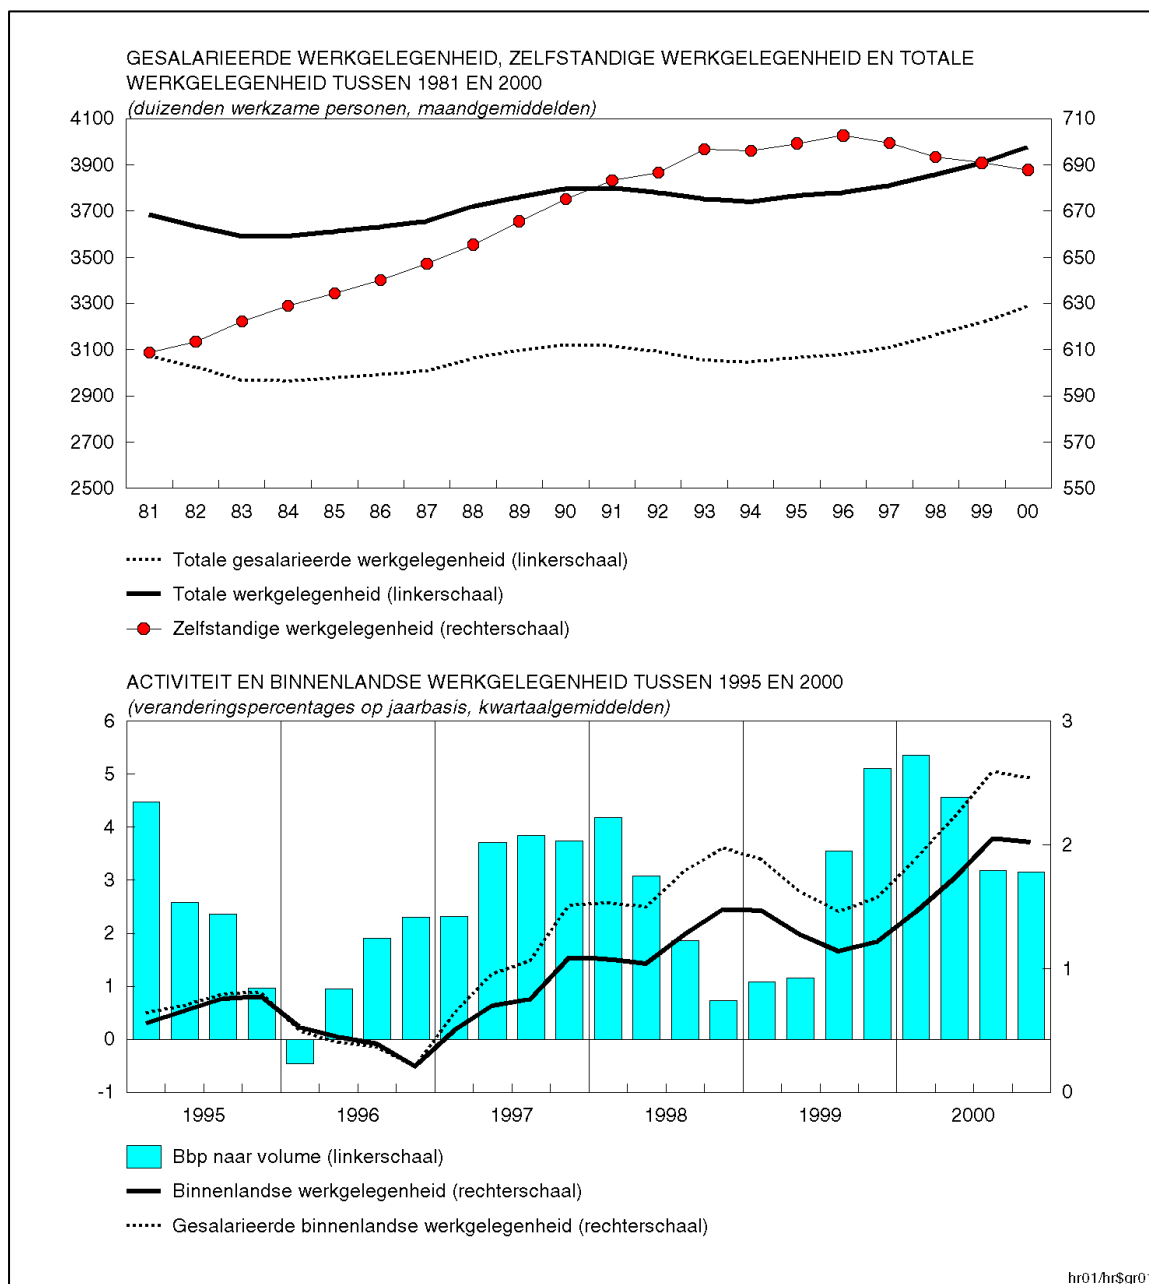 GESALARIEERDE WERKGELEGENHEID, ZELFSTANDIGE WERKGELEGENHEID EN TOTALE
WERKGELEGENHEID TUSSEN 1981 EN 2000
(duizenden werkzame personen, maandgemiddelden)
4100 710
3900 690
3700 670
3500 650
3300 630
3100 610
2900 590
2700 570
2500 550
81 82 83 84 85 86 87 88 89 90 91 92 93 94 95 96 97 98 99 00
Totale gesalarieerde werkgelegenheid (linkerschaal)
Totale werkgelegenheid (linkerschaal)
Zelfstandige werkgelegenheid (rechterschaal)
ACTIVITEIT EN BINNENLANDSE WERKGELEGENHEID TUSSEN 1995 EN 2000
(veranderingspercentages op jaarbasis, kwartaalgemiddelden)
6 3
5
4
2
3
2
1
1
0
-1 0
1995 1996 1997 1998 1999 2000
Bbp naar volume (linkerschaal)
Binnenlandse werkgelegenheid (rechterschaal)
Gesalarieerde binnenlandse werkgelegenheid (rechterschaal)
hr01/hr$gr01